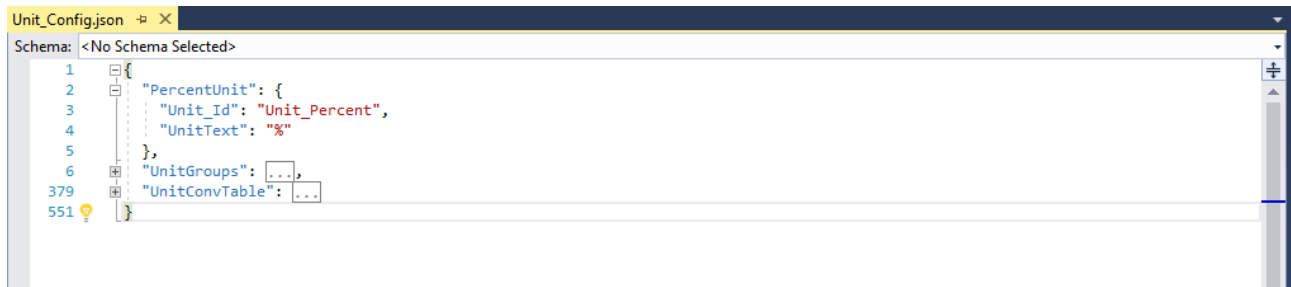 Unit_Config.json
Schema: <No Schema Selected>
1 {
2 "PercentUnit": {
3 "Unit_Id": "Unit_Percent",
4 "UnitText": "%"
5 },
6 "UnitGroups": ...,
379 "UnitConvTable": ...
551 }